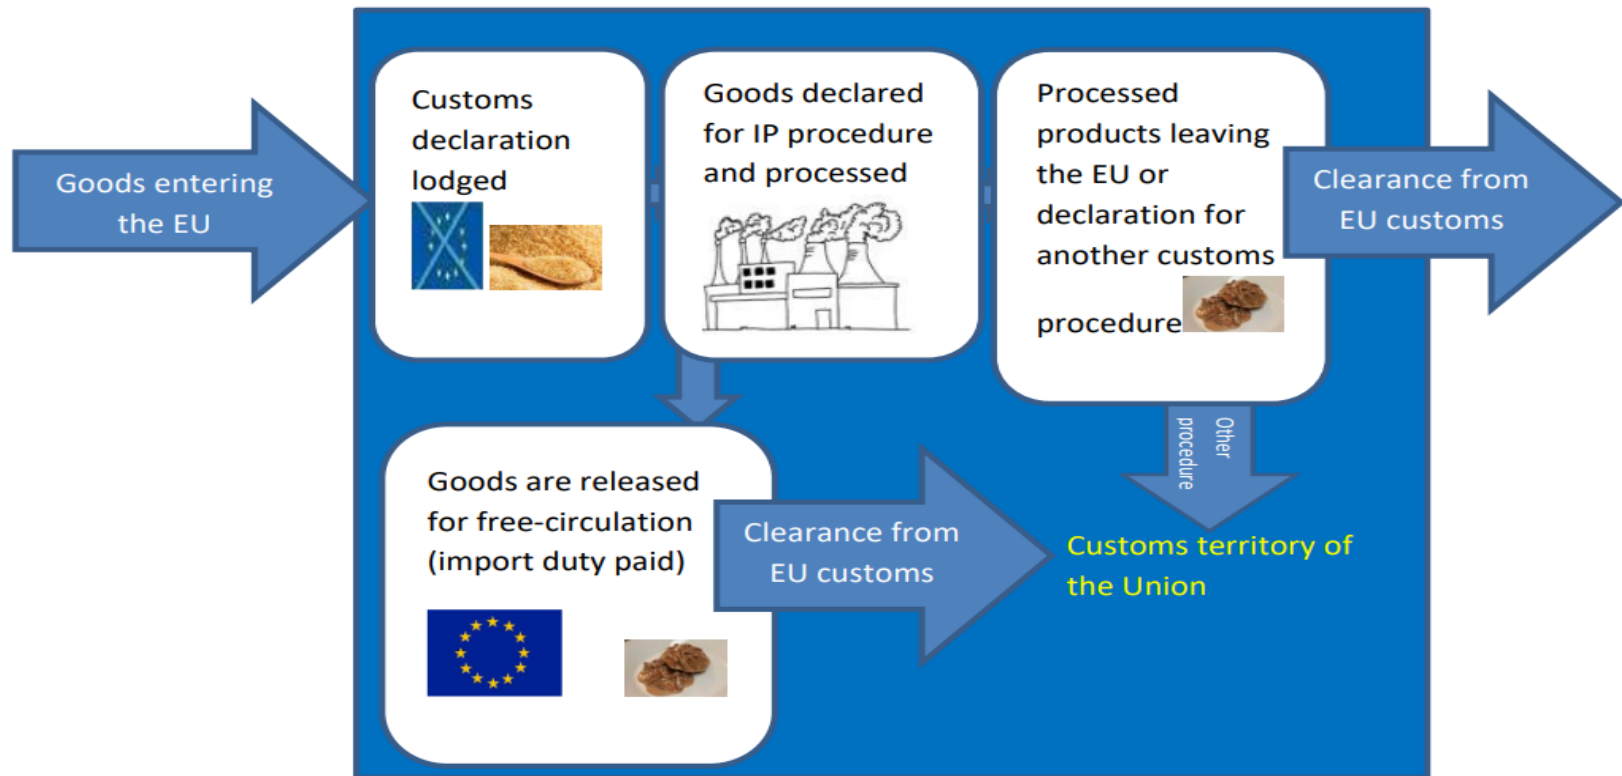 Goods entering
the EU
Customs
declaration
lodged
Goods declared
for IP procedure
and processed
Processed
products leaving
the EU or
declaration for
another customs
procedure
Clearance from
EU customs
Other
procedure
Goods are released
for free-circulation
(import duty paid)
Clearance from
EU customs
Customs territory of
the Union